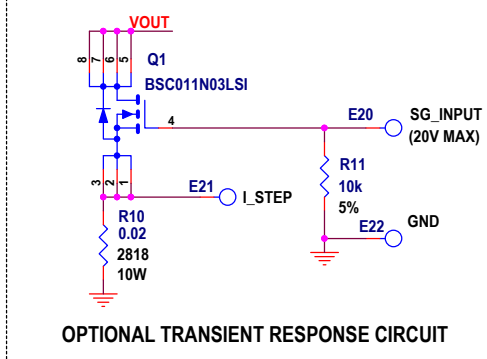 VOUT
8 7 6 5
Q1
BSC011N03LSI
4
E20
SG_INPUT
(20V MAX)
3 2 1
E21
I_STEP
R11
10k
5%
R10
0.02
2818
10W
E22
GND
OPTIONAL TRANSIENT RESPONSE CIRCUIT